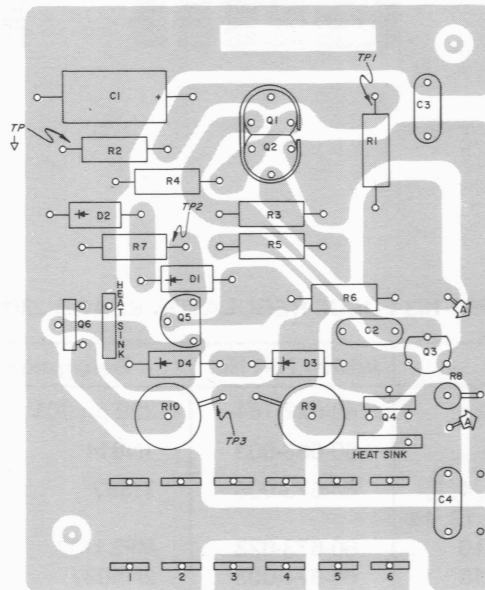 TP1
C1 +
C3
Q1
TP
Q2
R1
R2
R4
D2
TP2
R3
R7
R5
D1
HEAT SINK
R6
A
Q6
Q5
C2
Q3
D4
D3
R8
R10
R9
Q4
A
TP3
HEAT SINK
C4
1 2 3 4 5 6